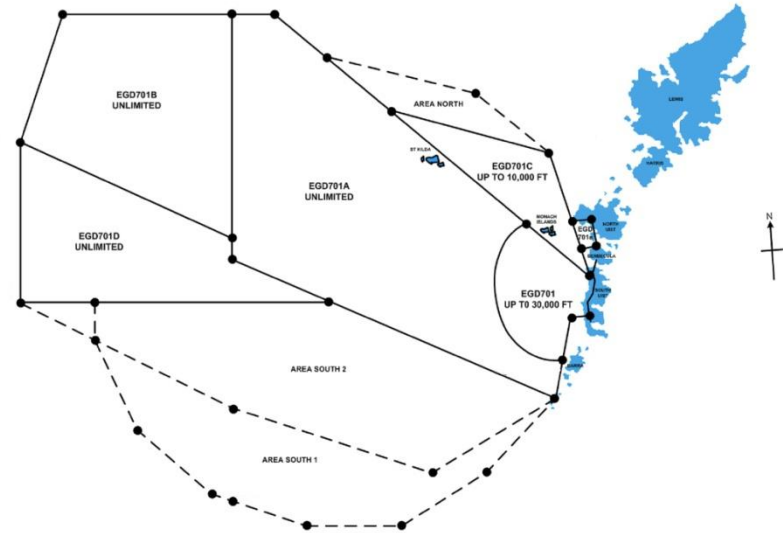 LEWIS
EGD701B
UNLIMITED
AREA NORTH
ST KILDA
EGD701C
UP TO 10,000 FT
HARRIS
EGD701A
UNLIMITED
MONACH
ISLANDS
EGD
NORTH
UIST
EGD701D
UNLIMITED
BENBECULA
N
EGD701
UP T0 30,000 FT
SOUTH
UIST
AREA SOUTH 2
BARRA
AREA SOUTH 1